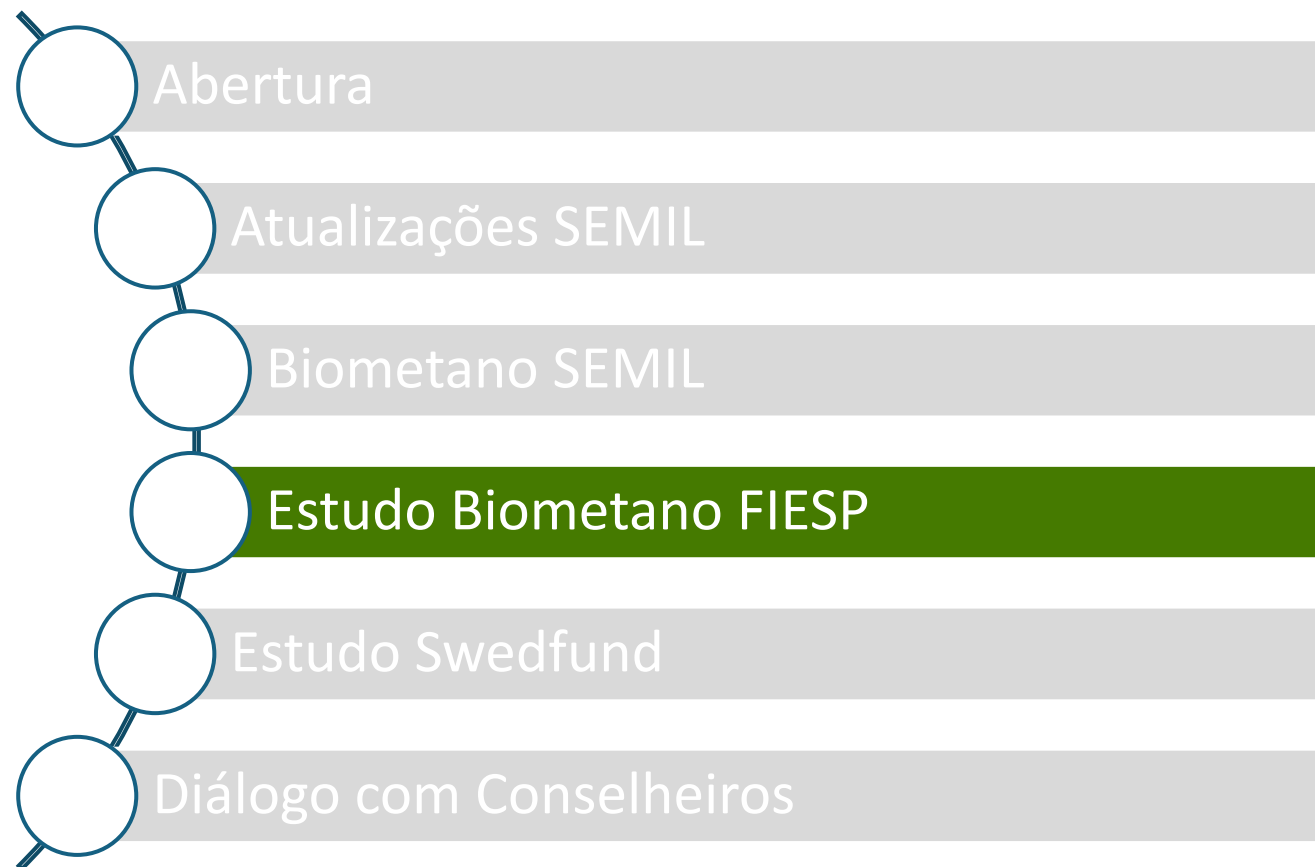 Abertura
Atualizações SEMIL
Biometano SEMIL
Estudo Biometano FIESP
Estudo Swedfund
Diálogo com Conselheiros